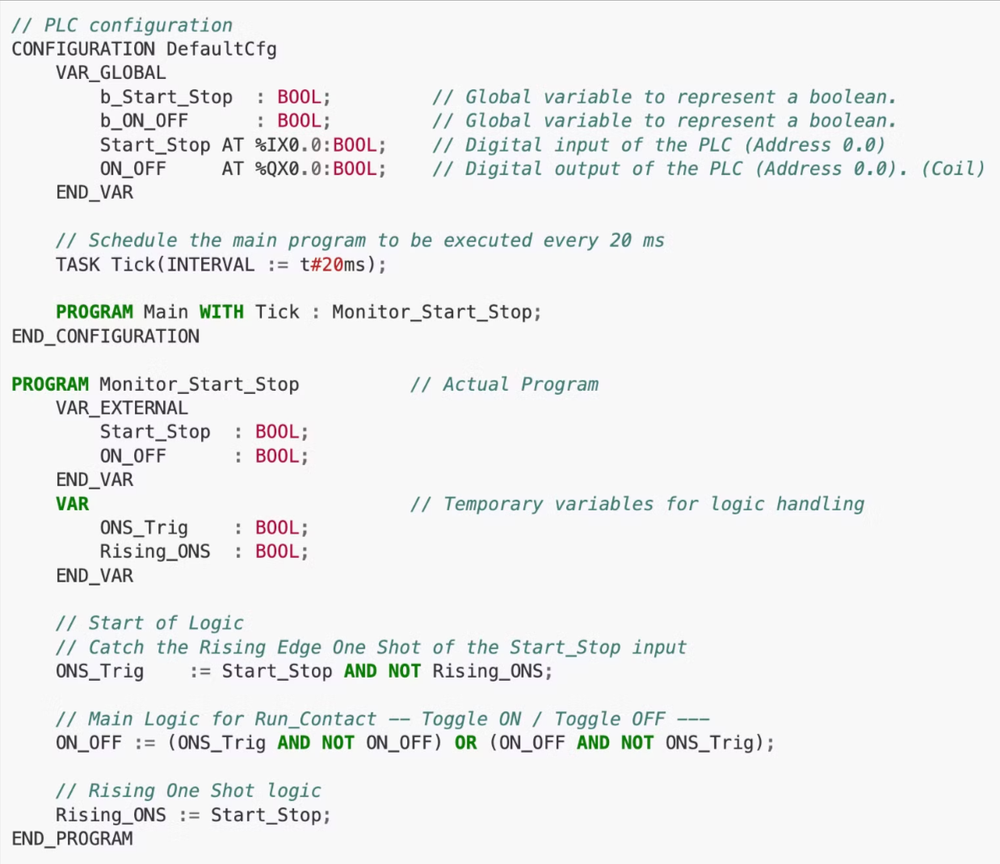 // PLC configuration
CONFIGURATION DefaultCfg
    VAR_GLOBAL
        b_Start_Stop  : BOOL;         // Global variable to represent a boolean.
        b_ON_OFF      : BOOL;         // Global variable to represent a boolean.
        Start_Stop AT %IX0.0:BOOL;    // Digital input of the PLC (Address 0.0)
        ON_OFF     AT %QX0.0:BOOL;    // Digital output of the PLC (Address 0.0). (Coil)
    END_VAR

    // Schedule the main program to be executed every 20 ms
    TASK Tick(INTERVAL := t#20ms);

    PROGRAM Main WITH Tick : Monitor_Start_Stop;
END_CONFIGURATION

PROGRAM Monitor_Start_Stop          // Actual Program
    VAR_EXTERNAL
        Start_Stop  : BOOL;
        ON_OFF      : BOOL;
    END_VAR
    VAR                             // Temporary variables for logic handling
        ONS_Trig    : BOOL;
        Rising_ONS  : BOOL;
    END_VAR

    // Start of Logic
    // Catch the Rising Edge One Shot of the Start_Stop input
    ONS_Trig    := Start_Stop AND NOT Rising_ONS;

    // Main Logic for Run_Contact -- Toggle ON / Toggle OFF ---
    ON_OFF := (ONS_Trig AND NOT ON_OFF) OR (ON_OFF AND NOT ONS_Trig);

    // Rising One Shot logic
    Rising_ONS := Start_Stop;
END_PROGRAM